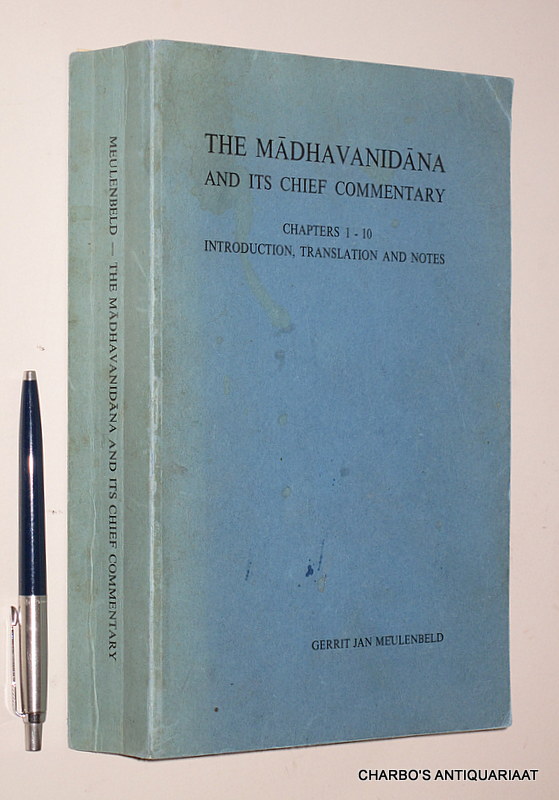 MEULENBELD — THE MĀDHAVANIDĀNA AND ITS CHIEF COMMENTARY
THE MĀDHAVANIDĀNA
AND ITS CHIEF COMMENTARY
CHAPTERS 1 - 10
INTRODUCTION, TRANSLATION AND NOTES
GERRIT JAN MEULENBELD
CHARBO'S ANTIQUARIAAT